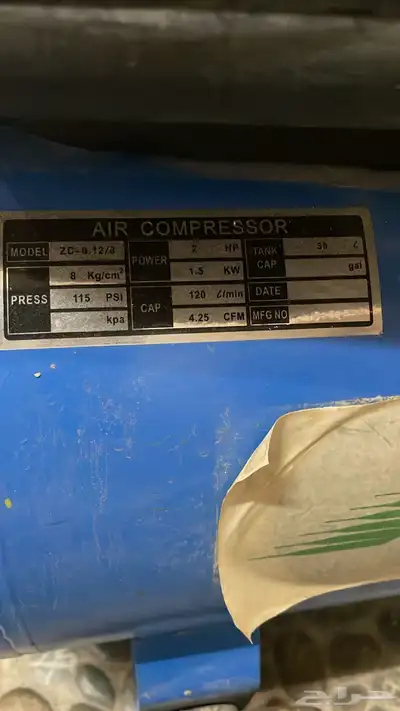 AIR COMPRESSOR
MODEL ZC-0.12/8 POWER 2 HP TANK CAP 30 ℓ
PRESS 8 Kg/cm² 1.5 KW gal
115 PSI CAP 120 ℓ/min DATE
kpa 4.25 CFM MFG NO
حراج